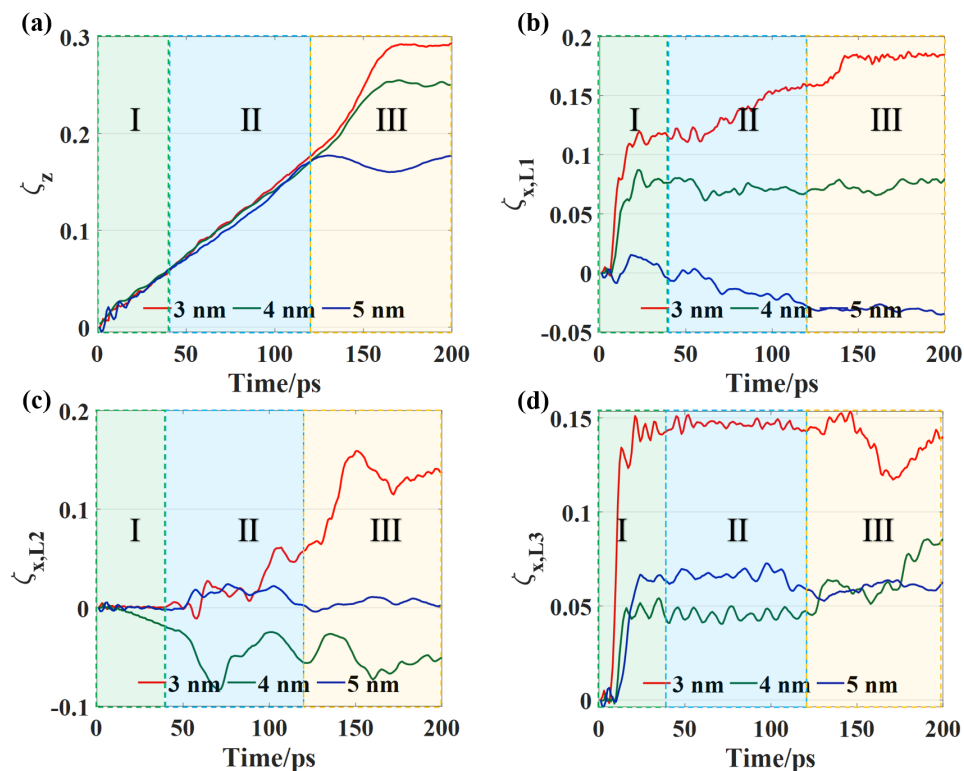 (a)
0.3
0.2
0.1
0
ζz
I
II
III
3 nm 4 nm 5 nm
0 50 100 150 200
Time/ps
(b)
0.2
0.15
0.100
0.050
0
-0.05
ζx,L1
I
II
III
3 nm 4 nm 5 nm
0 50 100 150 200
Time/ps
(c)
0.2
0.1
0
-0.1
ζx,L2
I
II
III
3 nm 4 nm 5 nm
0 50 100 150 200
Time/ps
(d)
0.15
0.1
0.05
0
ζx,L3
I
II
III
3 nm 4 nm 5 nm
0 50 100 150 200
Time/ps